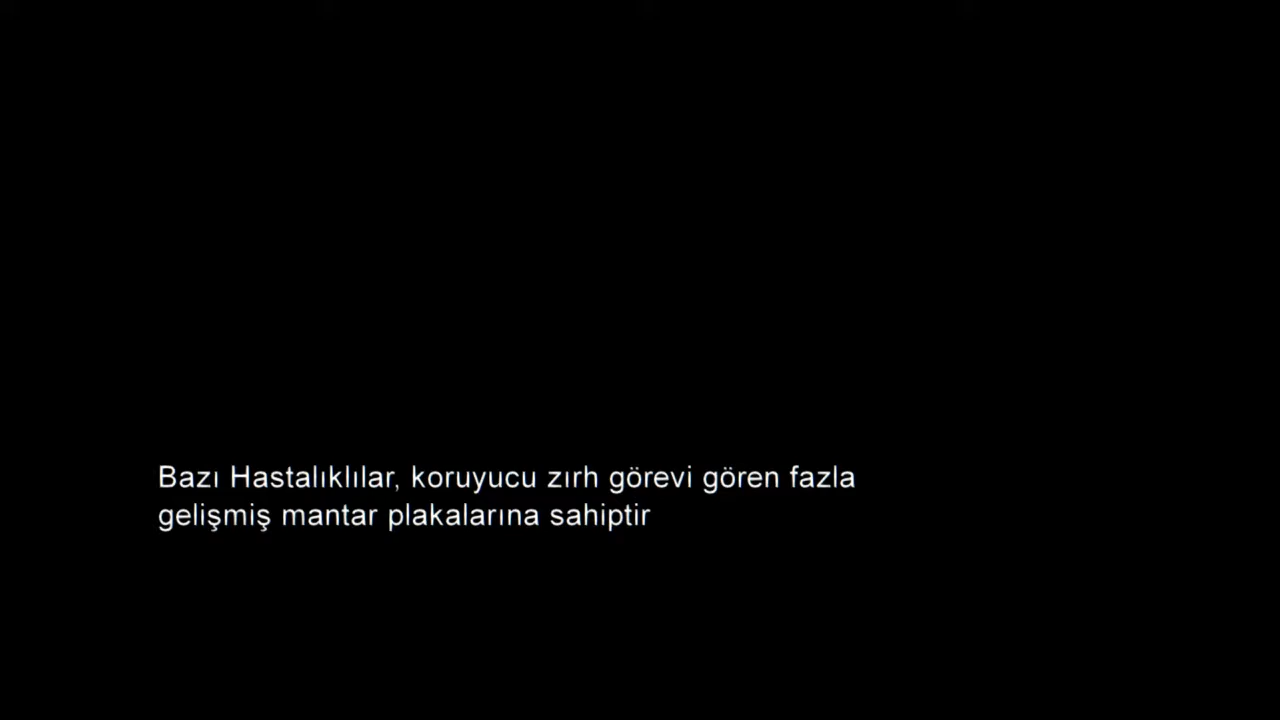 Bazı Hastalıklılar, koruyucu zırh görevi gören fazla
gelişmiş mantar plakalarına sahiptir